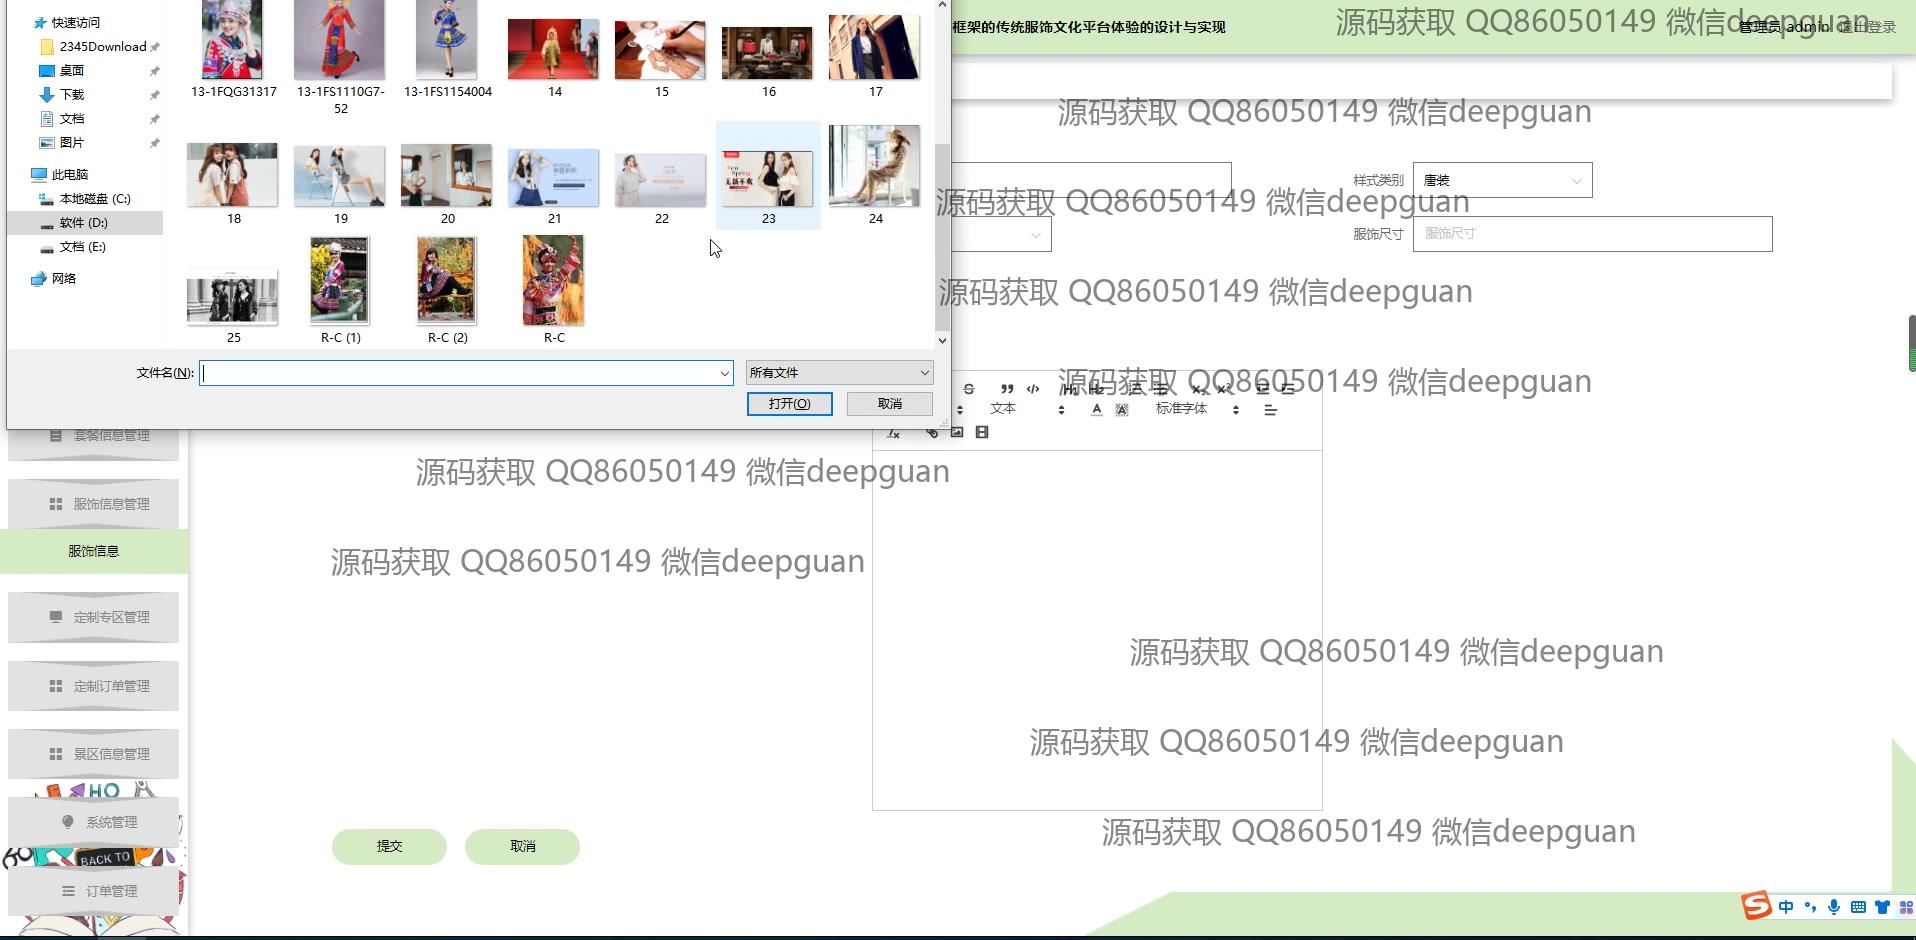 快速访问
2345Download
桌面
下载
文档
图片
此电脑
本地磁盘 (C:)
软件 (D:)
文档 (E:)
网络
13-1FQG31317
13-1FS1110G7-52
13-1FS1154004
14
15
16
17
18
19
20
21
22
23
24
25
R-C (1)
R-C (2)
R-C
文件名(N):
所有文件
打开(O)
取消
框架的传统服饰文化平台体验的设计与实现
管理员 admin
退出登录
源码获取 QQ86050149 微信deepguan
源码获取 QQ86050149 微信deepguan
样式类别
唐装
源码获取 QQ86050149 微信deepguan
服饰尺寸
服饰尺寸
源码获取 QQ86050149 微信deepguan
源码获取 QQ86050149 微信deepguan
文本
标准字体
套餐信息管理
源码获取 QQ86050149 微信deepguan
服饰信息管理
服饰信息
源码获取 QQ86050149 微信deepguan
定制专区管理
源码获取 QQ86050149 微信deepguan
定制订单管理
源码获取 QQ86050149 微信deepguan
景区信息管理
HO
系统管理
源码获取 QQ86050149 微信deepguan
提交
取消
BACK TO
订单管理
中